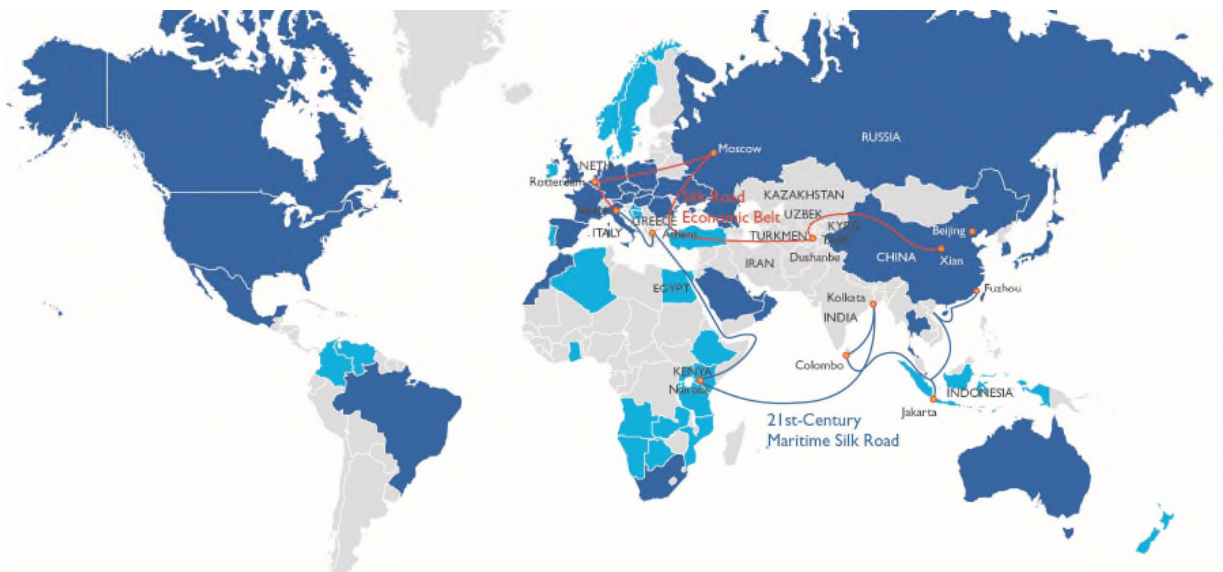 RUSSIA
Moscow
NETH
Rotterdam
KAZAKHSTAN
Silk Road
Economic Belt
UZBEK
KYRG
GREECE
Athens
ITALY
TURKMEN
Beijing
Xian
CHINA
Dushanbe
IRAN
EGYPT
Fuzhou
Kolkata
INDIA
Colombo
KENYA
Nairobi
INDONESIA
Jakarta
21st-Century
Maritime Silk Road